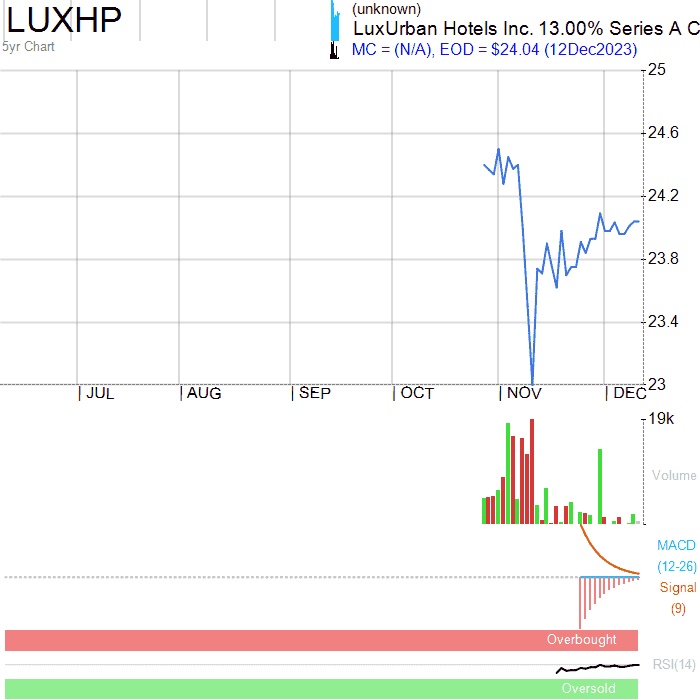 LUXHP
5yr Chart
(unknown)
LuxUrban Hotels Inc. 13.00% Series A C
MC = (N/A), EOD = $24.04 (12Dec2023)
25
24.6
24.2
23.8
23.4
23
JUL
AUG
SEP
OCT
NOV
DEC
19k
Volume
MACD
(12-26)
Signal
(9)
Overbought
RSI(14)
Oversold